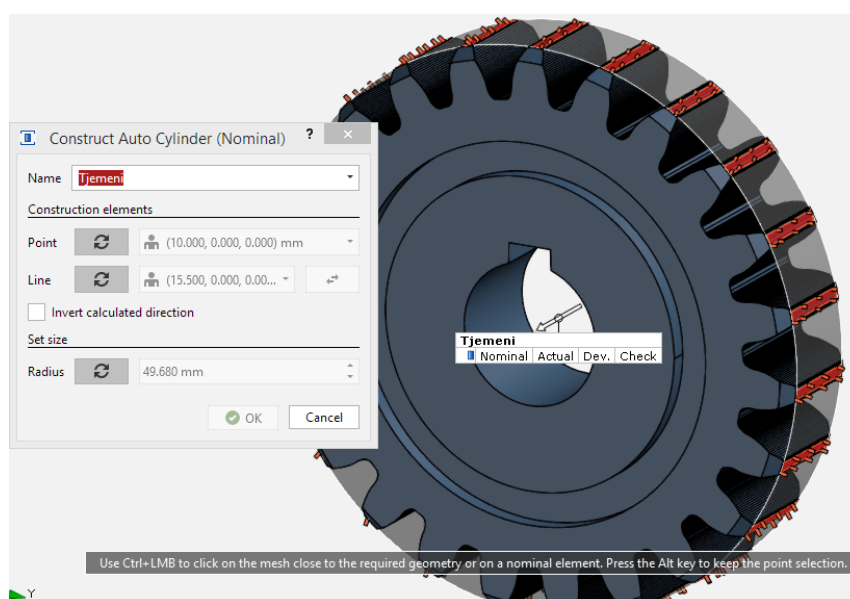 Construct Auto Cylinder (Nominal) ?
Name Tjemeni
Construction elements
Point (10.000, 0.000, 0.000) mm
Line (15.500, 0.000, 0.00...
Invert calculated direction
Set size
Radius 49.680 mm
OK Cancel
Tjemeni
Nominal Actual Dev. Check
Use Ctrl+LMB to click on the mesh close to the required geometry or on a nominal element. Press the Alt key to keep the point selection.
Y